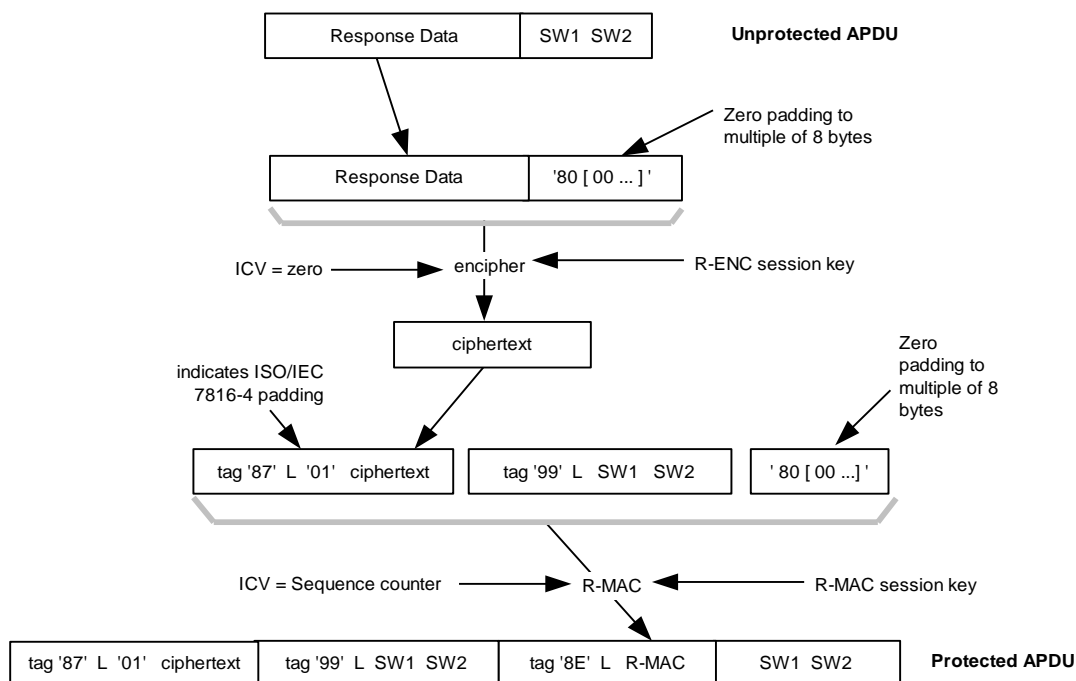 Response Data
SW1 SW2
Unprotected APDU
Zero padding to
multiple of 8 bytes
Response Data
'80 [ 00 ... ] '
ICV = zero
encipher
R-ENC session key
ciphertext
indicates ISO/IEC
7816-4 padding
Zero
padding to
multiple of 8
bytes
tag '87' L '01' ciphertext
tag '99' L SW1 SW2
' 80 [ 00 ...] '
ICV = Sequence counter
R-MAC
R-MAC session key
tag '87' L '01' ciphertext
tag '99' L SW1 SW2
tag '8E' L R-MAC
SW1 SW2
Protected APDU